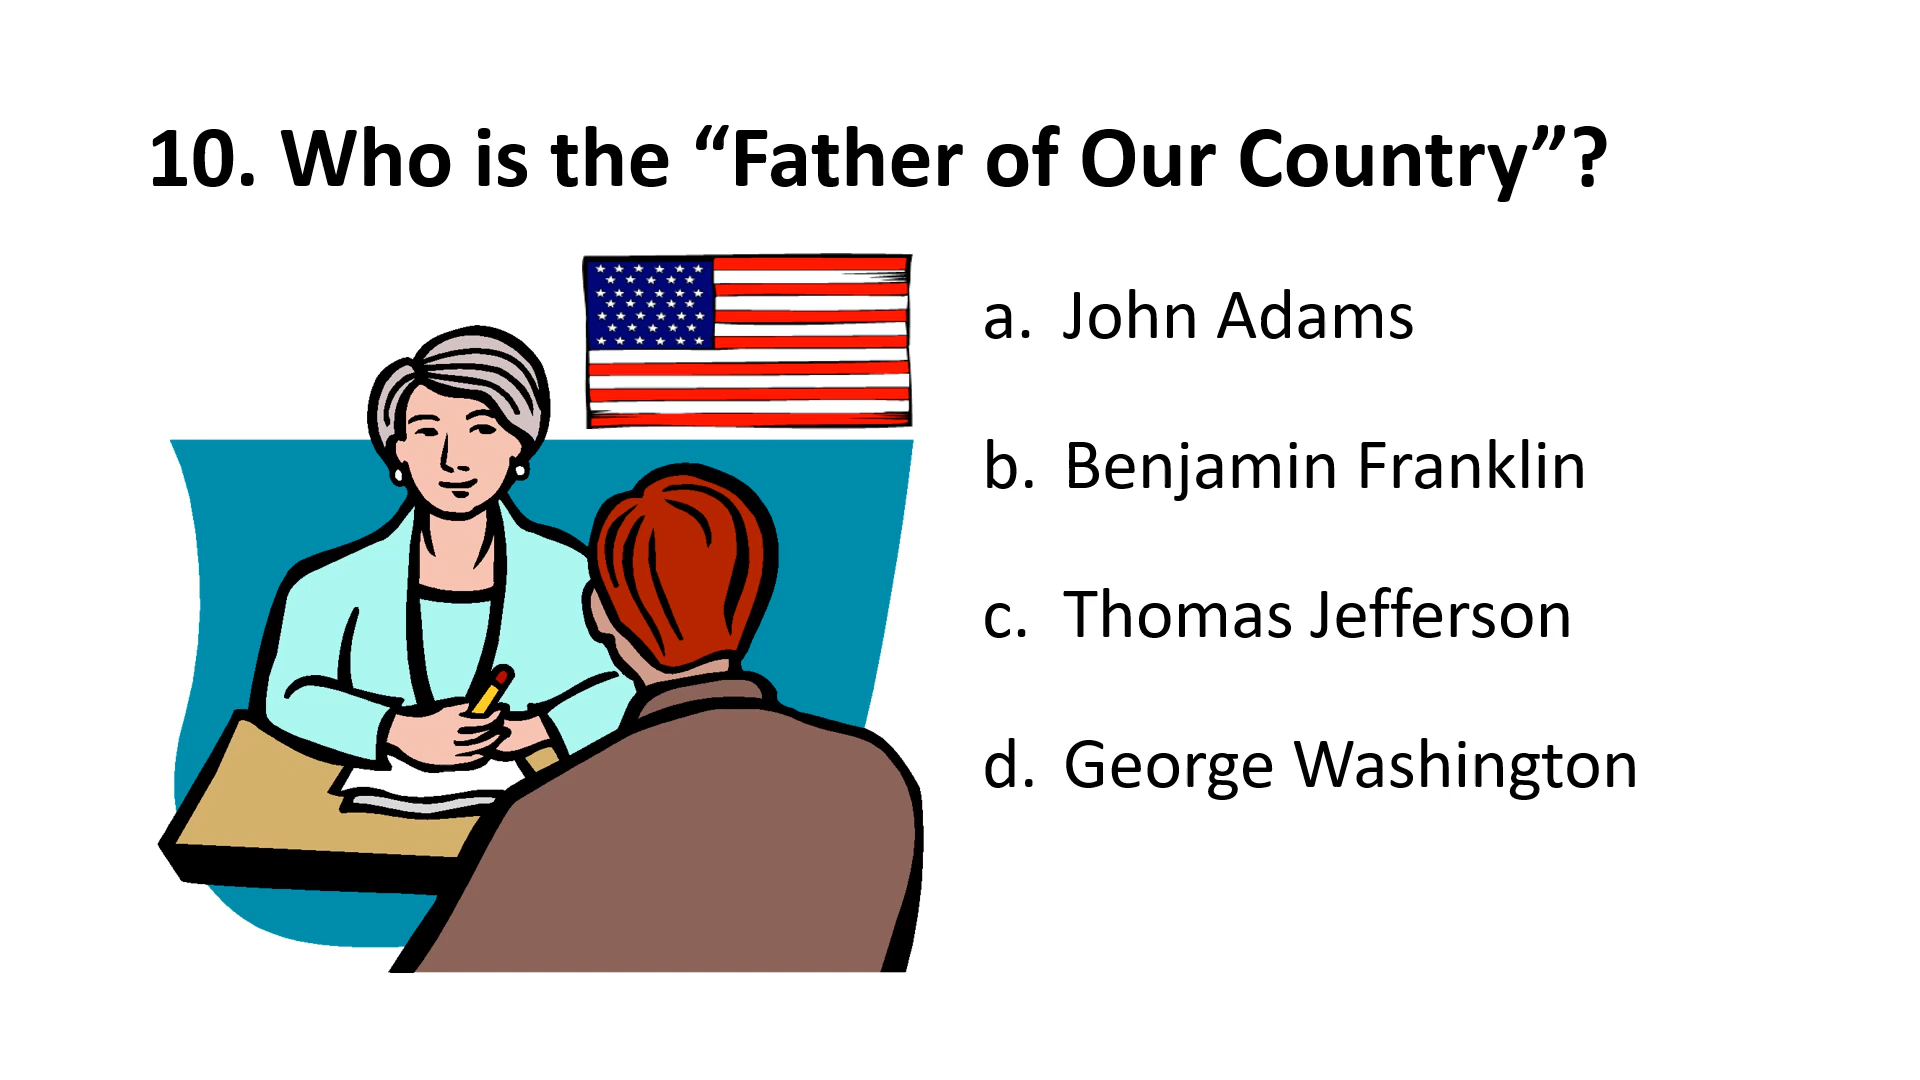 10. Who is the “Father of Our Country”?
a. John Adams
b. Benjamin Franklin
c. Thomas Jefferson
d. George Washington